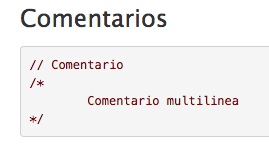 Comentarios
// Comentario
/*
Comentario multilinea
*/